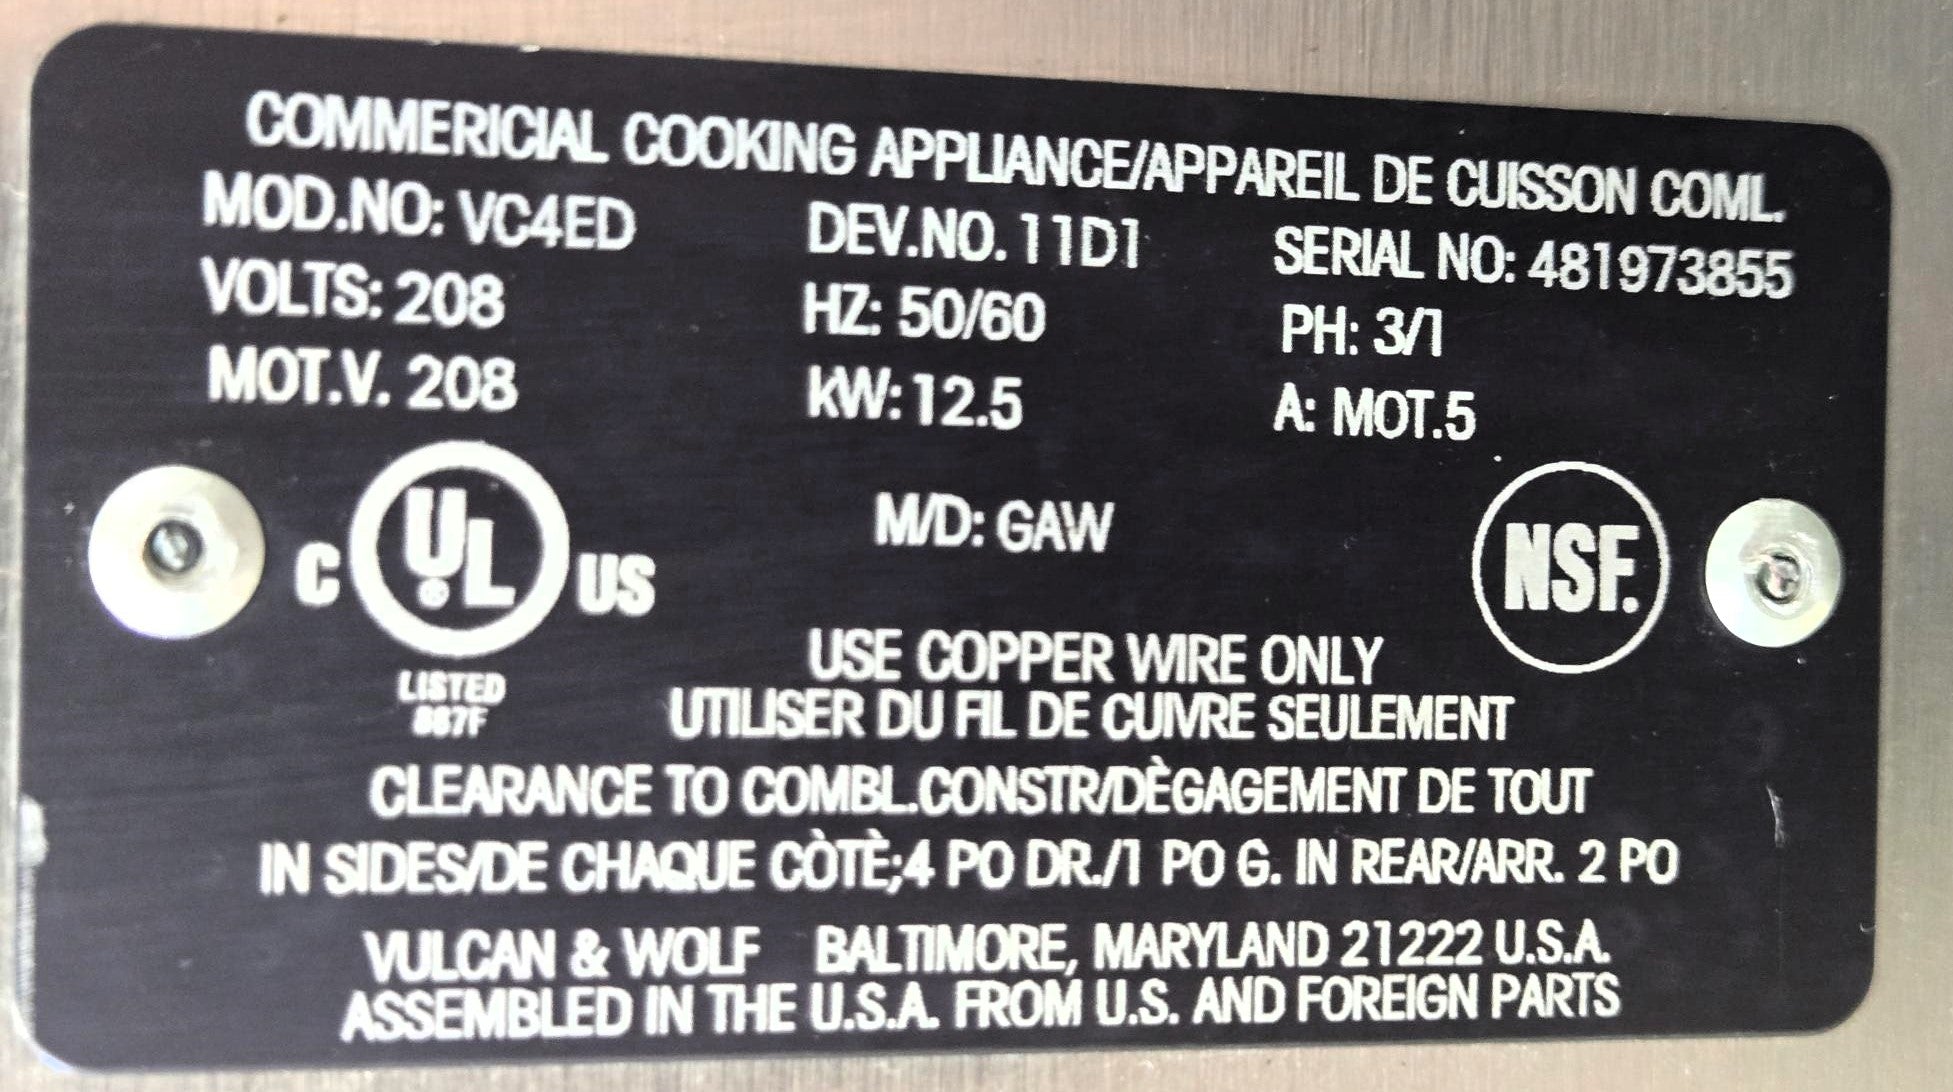 COMMERICIAL COOKING APPLIANCE/APPAREIL DE CUISSON COML.
MOD.NO: VC4ED DEV.NO. 11D1 SERIAL NO: 481973855
VOLTS: 208 HZ: 50/60 PH: 3/1
MOT.V. 208 kW: 12.5 A: MOT.5
M/D: GAW
C UL® US
NSF.
LISTED
887F
USE COPPER WIRE ONLY
UTILISER DU FIL DE CUIVRE SEULEMENT
CLEARANCE TO COMBL.CONSTR/DÈGAGEMENT DE TOUT
IN SIDES/DE CHAQUE CÒTÈ;4 PO DR./1 PO G. IN REAR/ARR. 2 PO
VULCAN & WOLF BALTIMORE, MARYLAND 21222 U.S.A.
ASSEMBLED IN THE U.S.A. FROM U.S. AND FOREIGN PARTS